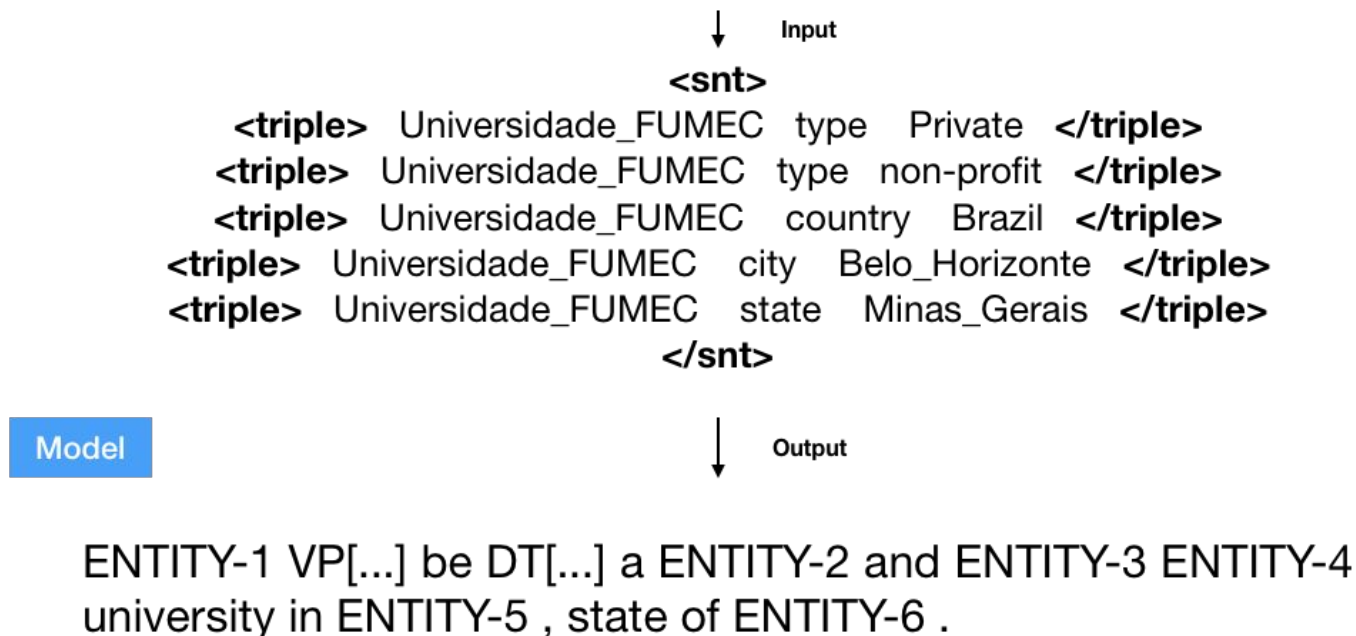 Input
<snt>
<triple> Universidade_FUMEC type Private </triple>
<triple> Universidade_FUMEC type non-profit </triple>
<triple> Universidade_FUMEC country Brazil </triple>
<triple> Universidade_FUMEC city Belo_Horizonte </triple>
<triple> Universidade_FUMEC state Minas_Gerais </triple>
</snt>
Model
Output
ENTITY-1 VP[...] be DT[...] a ENTITY-2 and ENTITY-3 ENTITY-4
university in ENTITY-5 , state of ENTITY-6 .